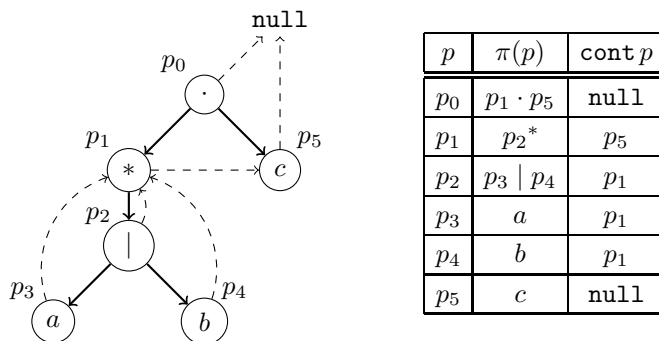 null
p₀
·
p₁ p₅
* c
p₂
|
p₃ p₄
a b
p π(p) cont p
p₀ p₁ · p₅ null
p₁ p₂* p₅
p₂ p₃ | p₄ p₁
p₃ a p₁
p₄ b p₁
p₅ c null